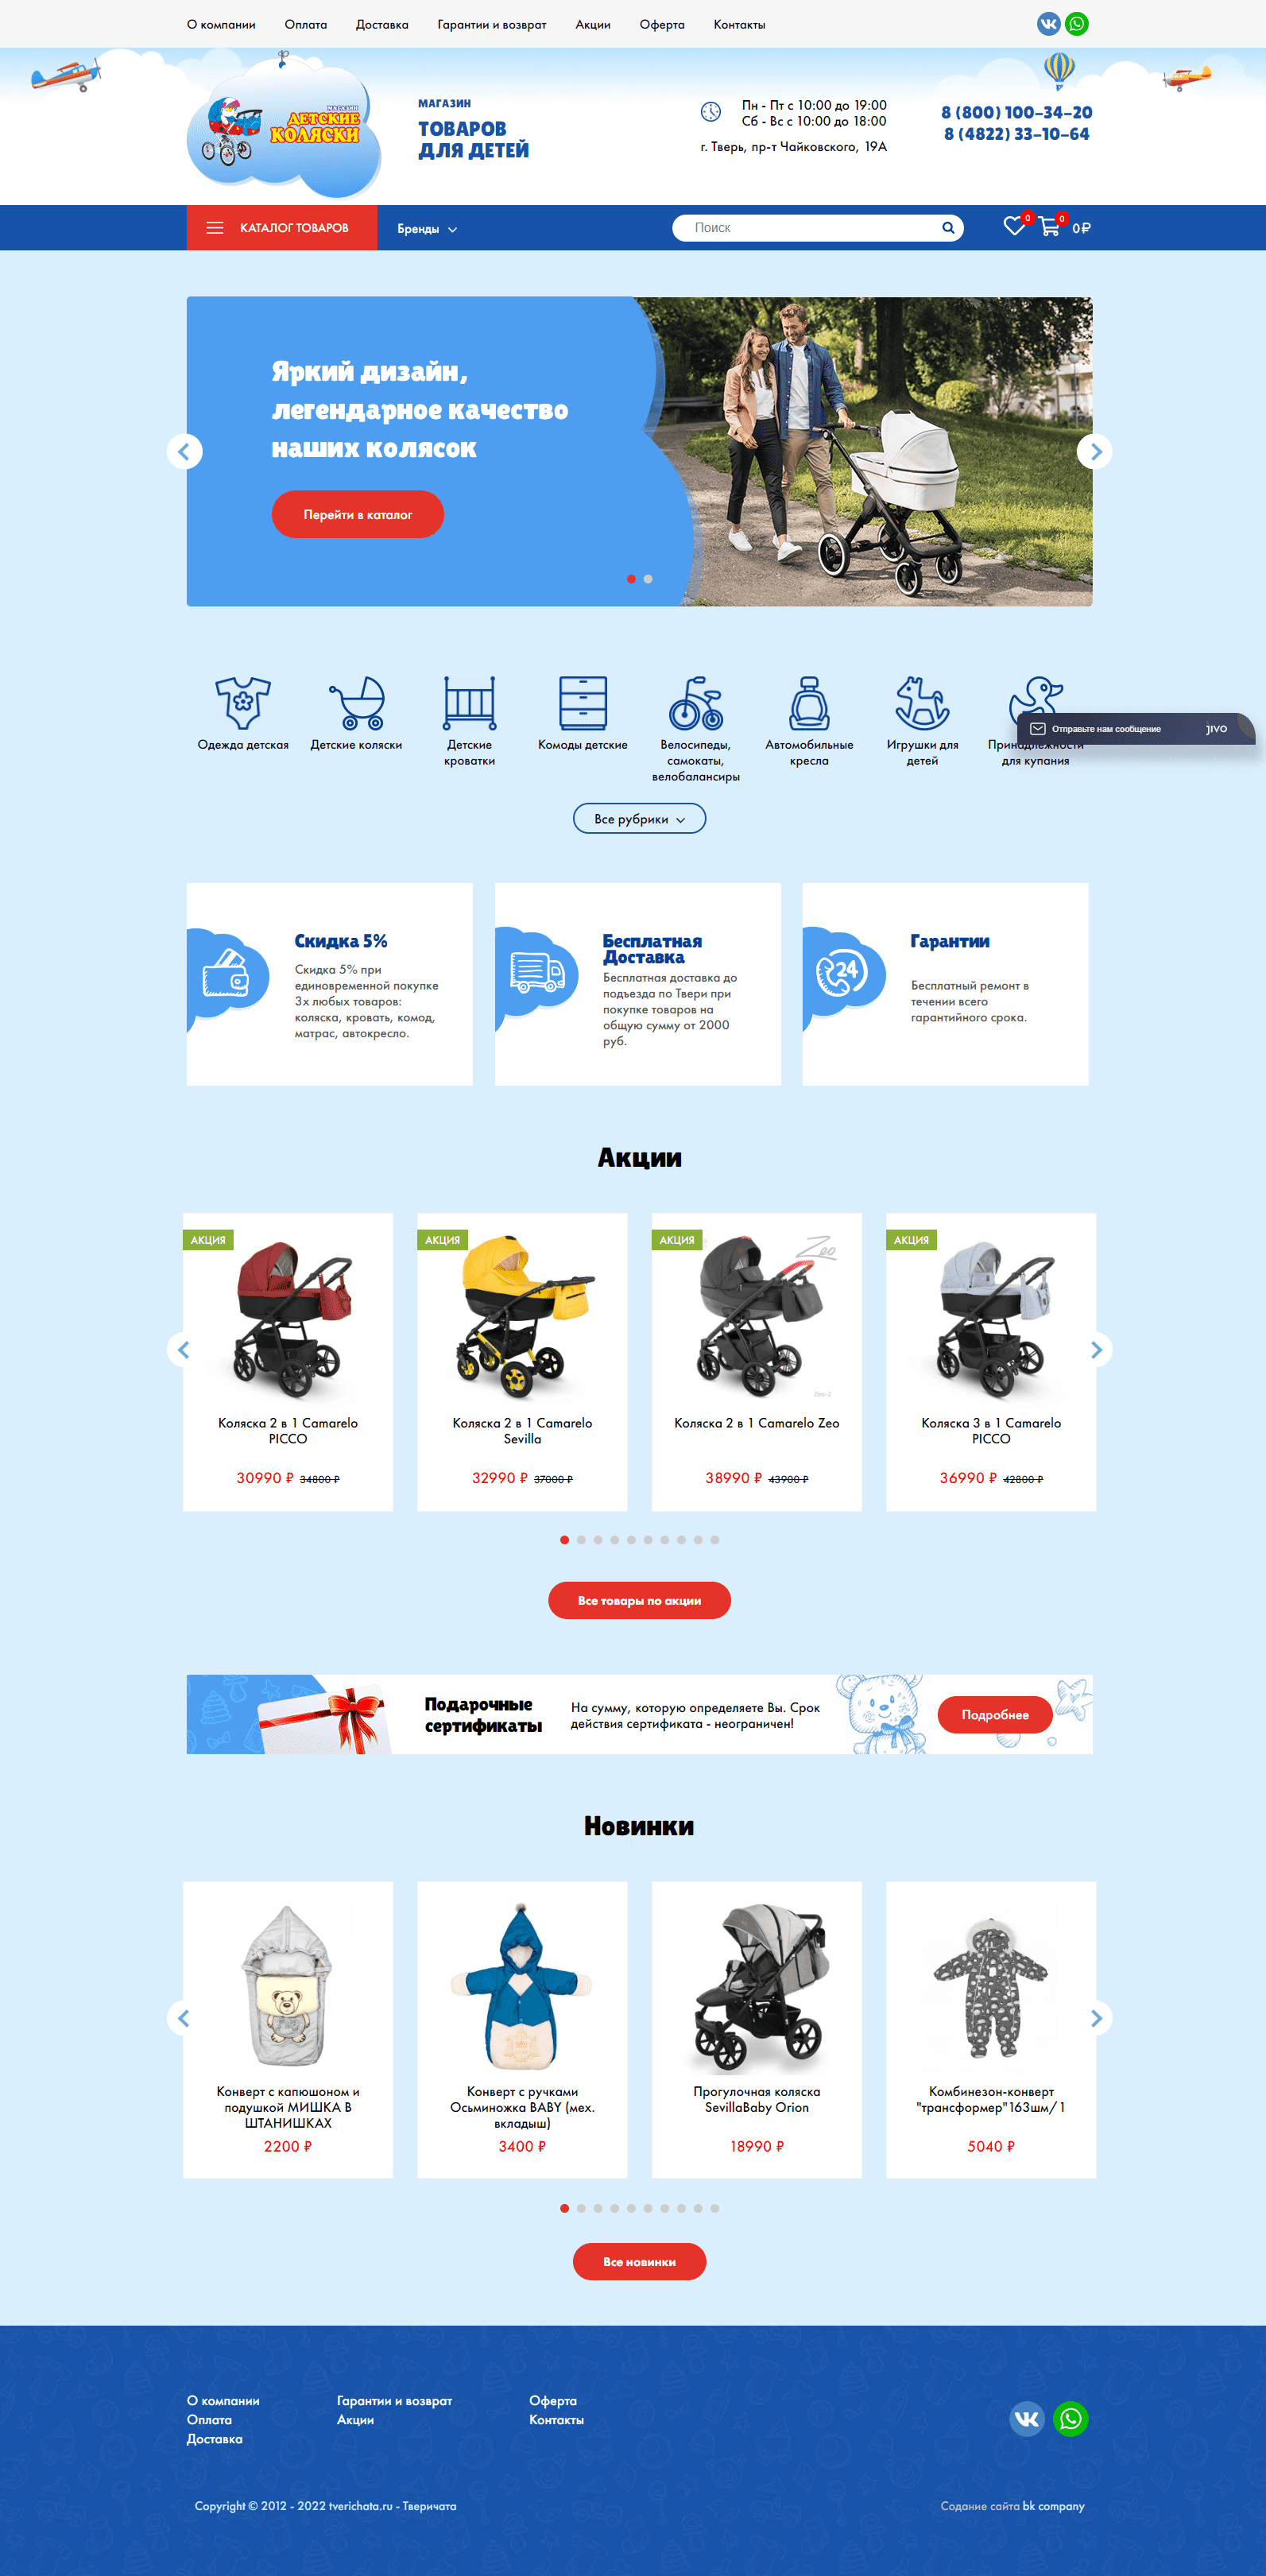 О компании Оплата Доставка Гарантии и возврат Акции Оферта Контакты
МАГАЗИН
ДЕТСКИЕ
КОЛЯСКИ
МАГАЗИН
ТОВАРОВ
ДЛЯ ДЕТЕЙ
Пн - Пт с 10:00 до 19:00
Сб - Вс с 10:00 до 18:00
г. Тверь, пр-т Чайковского, 19А
8 (800) 100-34-20
8 (4822) 33-10-64
КАТАЛОГ ТОВАРОВ Бренды Поиск 0 0 0₽
Яркий дизайн,
легендарное качество
наших колясок
Перейти в каталог
Одежда детская
Детские коляски
Детские
кроватки
Комоды детские
Велосипеды,
самокаты,
велобалансиры
Автомобильные
кресла
Игрушки для
детей
Принадлежности
для купания
Отправьте нам сообщение jivo
Все рубрики
Скидка 5%
Скидка 5% при
единовременной покупке
3х любых товаров:
коляска, кровать, комод,
матрас, автокресло.
Бесплатная
Доставка
Бесплатная доставка до
подъезда по Твери при
покупке товаров на
общую сумму от 2000
руб.
24
Гарантии
Бесплатный ремонт в
течении всего
гарантийного срока.
Акции
АКЦИЯ
Коляска 2 в 1 Camarelo
PICCO
30990 ₽ 34800 ₽
АКЦИЯ
Коляска 2 в 1 Camarelo
Sevilla
32990 ₽ 37000 ₽
АКЦИЯ
Zeo
Zeo-2
Коляска 2 в 1 Camarelo Zeo
38990 ₽ 43900 ₽
АКЦИЯ
Коляска 3 в 1 Camarelo
PICCO
36990 ₽ 42800 ₽
Все товары по акции
Подарочные
сертификаты
На сумму, которую определяете Вы. Срок
действия сертификата - неограничен!
Подробнее
Новинки
Конверт с капюшоном и
подушкой МИШКА В
ШТАНИШКАХ
2200 ₽
Конверт с ручками
Осьминожка BABY (мех.
вкладыш)
3400 ₽
Прогулочная коляска
SevillaBaby Orion
18990 ₽
Комбинезон-конверт
"трансформер"163шм/1
5040 ₽
Все новинки
О компании
Оплата
Доставка
Гарантии и возврат
Акции
Оферта
Контакты
Copyright © 2012 - 2022 tverichata.ru - Тверичата
Содание сайта bk company